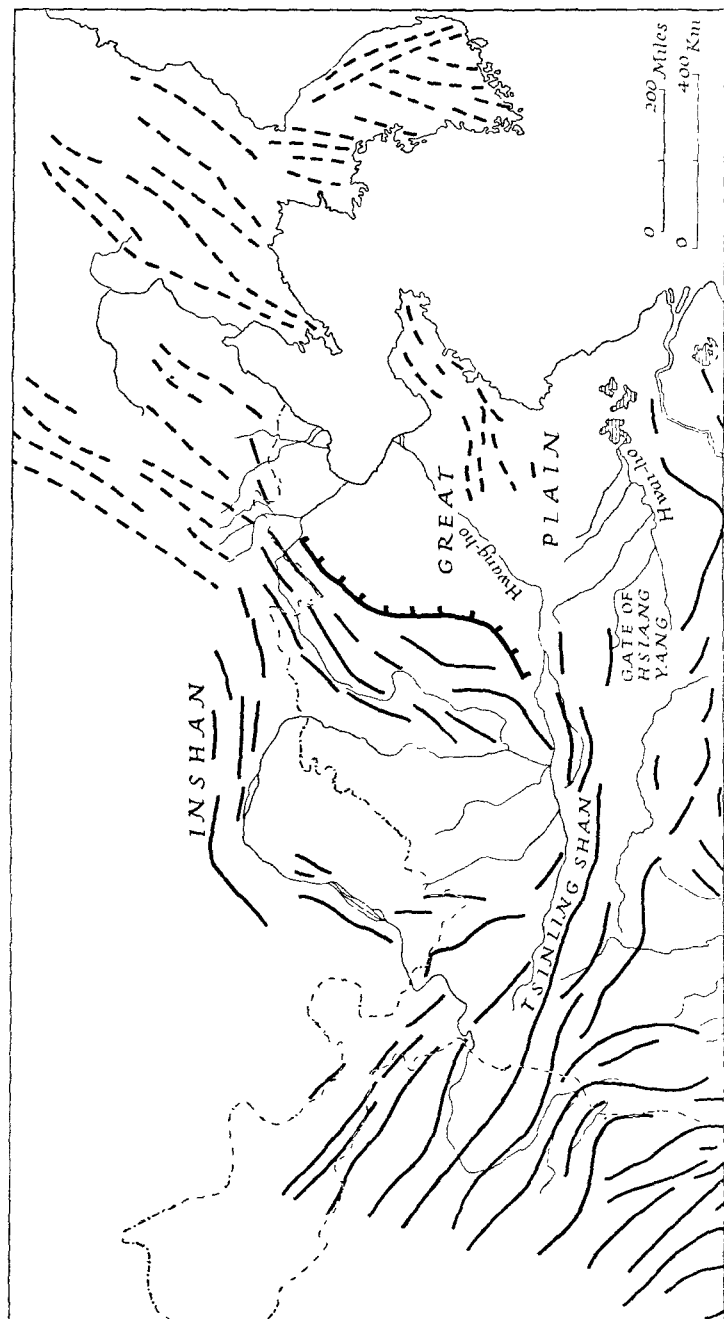 INSHAN
GREAT
PLAIN
Hwang-ho
Hwai-ho
GATE OF
HSIANG
YANG
TSINLING SHAN
0 200 Miles
0 400 Km